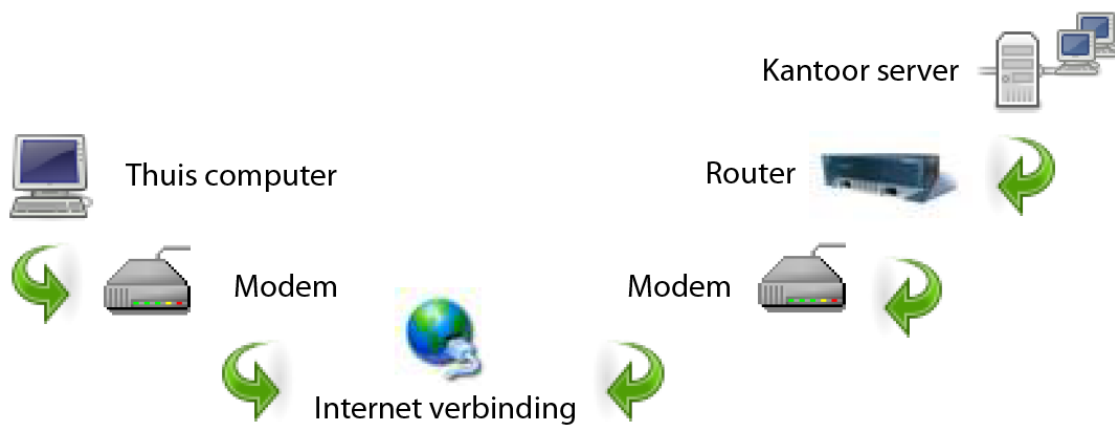 Kantoor server
Thuis computer
Router
Modem
Modem
Internet verbinding